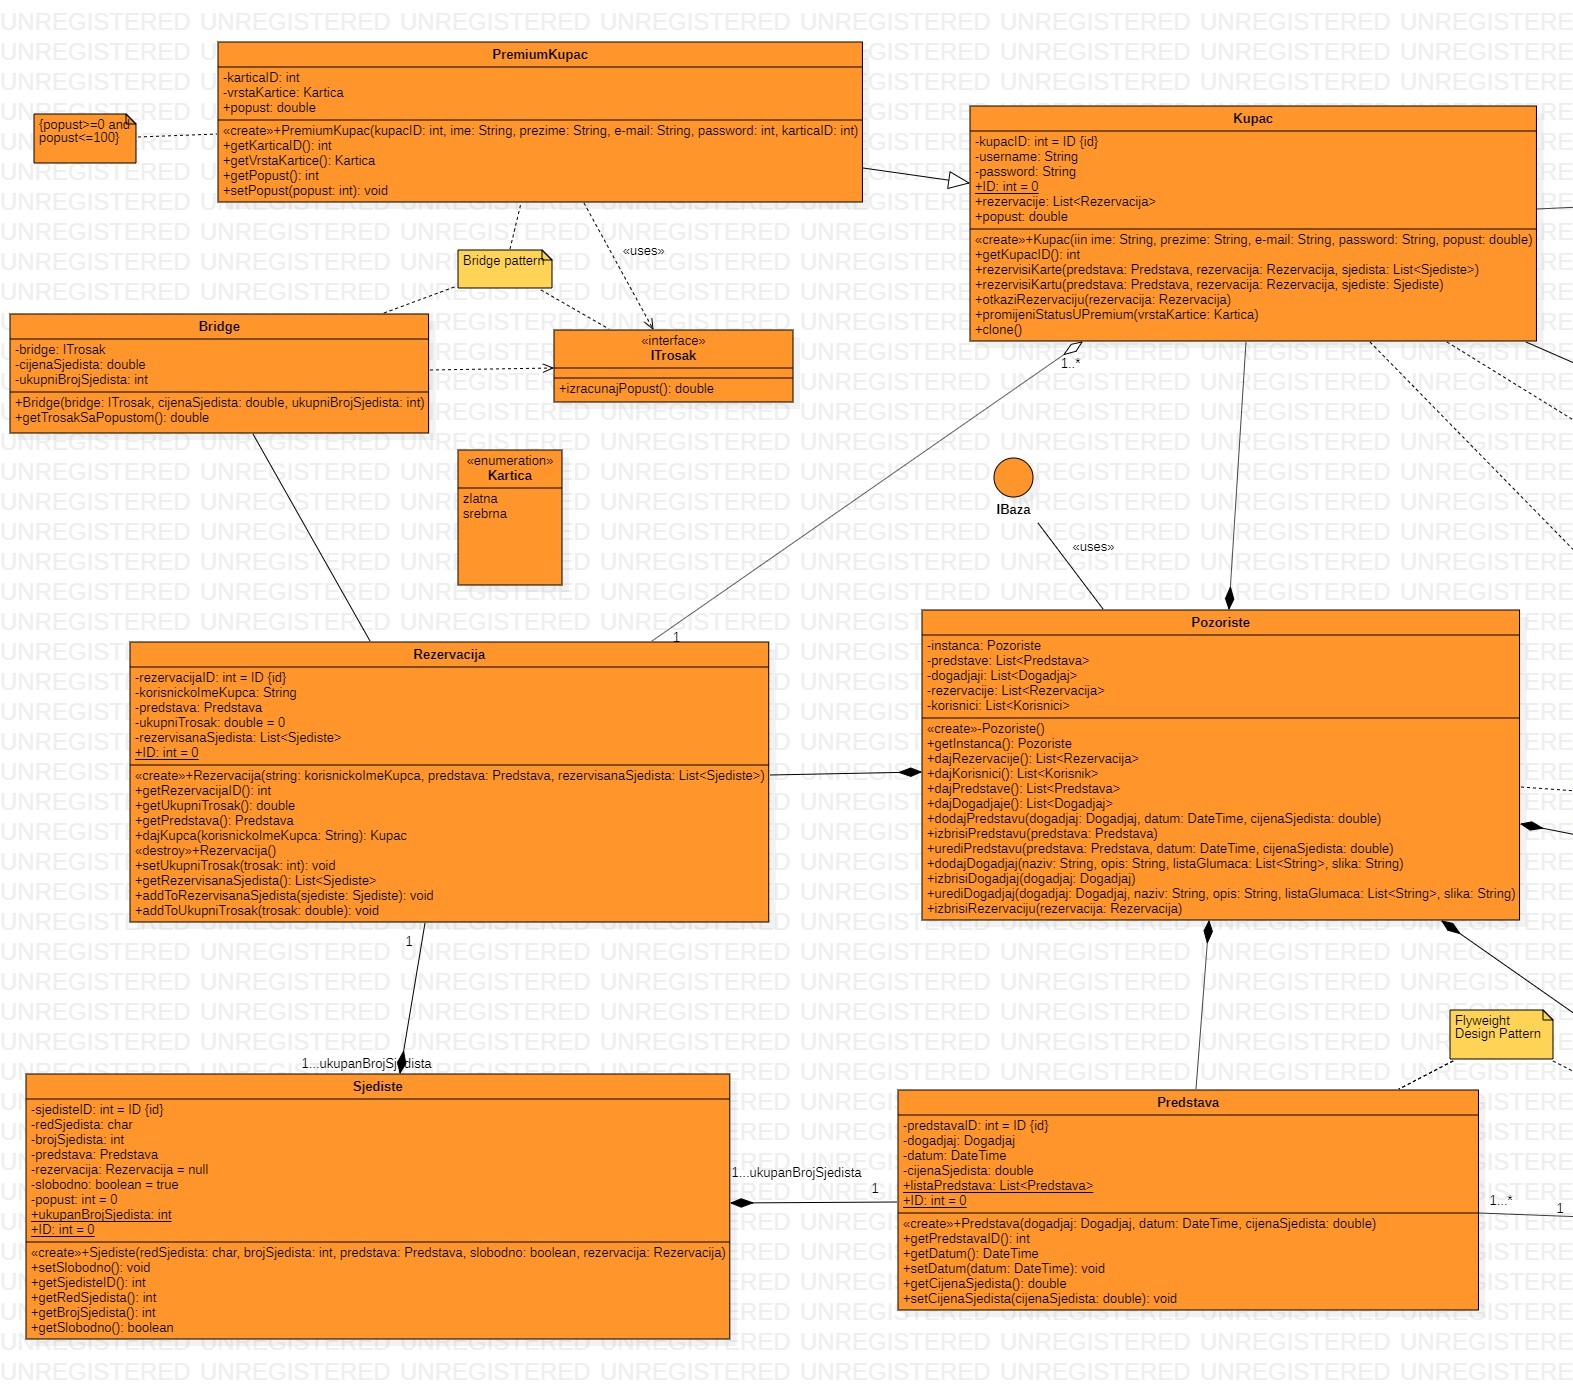 PremiumKupac
-karticaID: int
-vrstaKartice: Kartica
+popust: double
«create»+PremiumKupac(kupacID: int, ime: String, prezime: String, e-mail: String, password: int, karticaID: int)
+getKarticaID(): int
+getVrstaKartice(): Kartica
+getPopust(): int
+setPopust(popust: int): void
{popust>=0 and
popust<=100}
Kupac
-kupacID: int = ID {id}
-username: String
-password: String
+ID: int = 0
+rezervacije: List<Rezervacija>
+popust: double
«create»+Kupac(iin ime: String, prezime: String, e-mail: String, password: String, popust: double)
+getKupacID(): int
+rezervisiKarte(predstava: Predstava, rezervacija: Rezervacija, sjedista: List<Sjediste>)
+rezervisiKartu(predstava: Predstava, rezervacija: Rezervacija, sjediste: Sjediste)
+otkaziRezervaciju(rezervacija: Rezervacija)
+promijeniStatusUPremium(vrstaKartice: Kartica)
+clone()
«uses»
Bridge pattern
Bridge
-bridge: ITrosak
-cijenaSjedista: double
-ukupniBrojSjedista: int
+Bridge(bridge: ITrosak, cijenaSjedista: double, ukupniBrojSjedista: int)
+getTrosakSaPopustom(): double
«interface»
ITrosak
+izracunajPopust(): double
1..*
«enumeration»
Kartica
zlatna
srebrna
IBaza
«uses»
1
Rezervacija
-rezervacijaID: int = ID {id}
-korisnickoImeKupca: String
-predstava: Predstava
-ukupniTrosak: double = 0
-rezervisanaSjedista: List<Sjediste>
+ID: int = 0
«create»+Rezervacija(string: korisnickoImeKupca, predstava: Predstava, rezervisanaSjedista: List<Sjediste>)
+getRezervacijaID(): int
+getUkupniTrosak(): double
+getPredstava(): Predstava
+dajKupca(korisnickoImeKupca: String): Kupac
«destroy»+Rezervacija()
+setUkupniTrosak(trosak: int): void
+getRezervisanaSjedista(): List<Sjediste>
+addToRezervisanaSjedista(sjediste: Sjediste): void
+addToUkupniTrosak(trosak: double): void
Pozoriste
-instanca: Pozoriste
-predstave: List<Predstava>
-dogadjaji: List<Dogadjaj>
-rezervacije: List<Rezervacija>
-korisnici: List<Korisnici>
«create»-Pozoriste()
+getInstanca(): Pozoriste
+dajRezervacije(): List<Rezervacija>
+dajKorisnici(): List<Korisnik>
+dajPredstave(): List<Predstava>
+dajDogadjaje(): List<Dogadjaj>
+dodajPredstavu(dogadjaj: Dogadjaj, datum: DateTime, cijenaSjedista: double)
+izbrisiPredstavu(predstava: Predstava)
+urediPredstavu(predstava: Predstava, datum: DateTime, cijenaSjedista: double)
+dodajDogadjaj(naziv: String, opis: String, listaGlumaca: List<String>, slika: String)
+izbrisiDogadjaj(dogadjaj: Dogadjaj)
+urediDogadjaj(dogadjaj: Dogadjaj, naziv: String, opis: String, listaGlumaca: List<String>, slika: String)
+izbrisiRezervaciju(rezervacija: Rezervacija)
1
1...ukupanBrojSjedista
Flyweight
Design Pattern
Sjediste
-sjedisteID: int = ID {id}
-redSjedista: char
-brojSjedista: int
-predstava: Predstava
-rezervacija: Rezervacija = null
-slobodno: boolean = true
-popust: int = 0
+ukupanBrojSjedista: int
+ID: int = 0
«create»+Sjediste(redSjedista: char, brojSjedista: int, predstava: Predstava, slobodno: boolean, rezervacija: Rezervacija)
+setSlobodno(): void
+getSjedisteID(): int
+getRedSjedista(): int
+getBrojSjedista(): int
+getSlobodno(): boolean
1...ukupanBrojSjedista
1
Predstava
-predstavaID: int = ID {id}
-dogadjaj: Dogadjaj
-datum: DateTime
-cijenaSjedista: double
+listaPredstava: List<Predstava>
+ID: int = 0
«create»+Predstava(dogadjaj: Dogadjaj, datum: DateTime, cijenaSjedista: double)
+getPredstavaID(): int
+getDatum(): DateTime
+setDatum(datum: DateTime): void
+getCijenaSjedista(): double
+setCijenaSjedista(cijenaSjedista: double): void
1...*
1